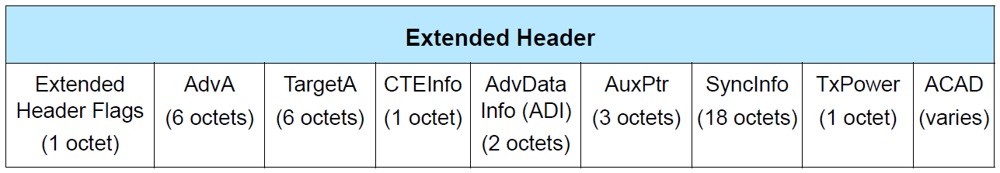 Extended Header
Extended
Header Flags
(1 octet)
AdvA
(6 octets)
TargetA
(6 octets)
CTEInfo
(1 octet)
AdvData
Info (ADI)
(2 octets)
AuxPtr
(3 octets)
SyncInfo
(18 octets)
TxPower
(1 octet)
ACAD
(varies)